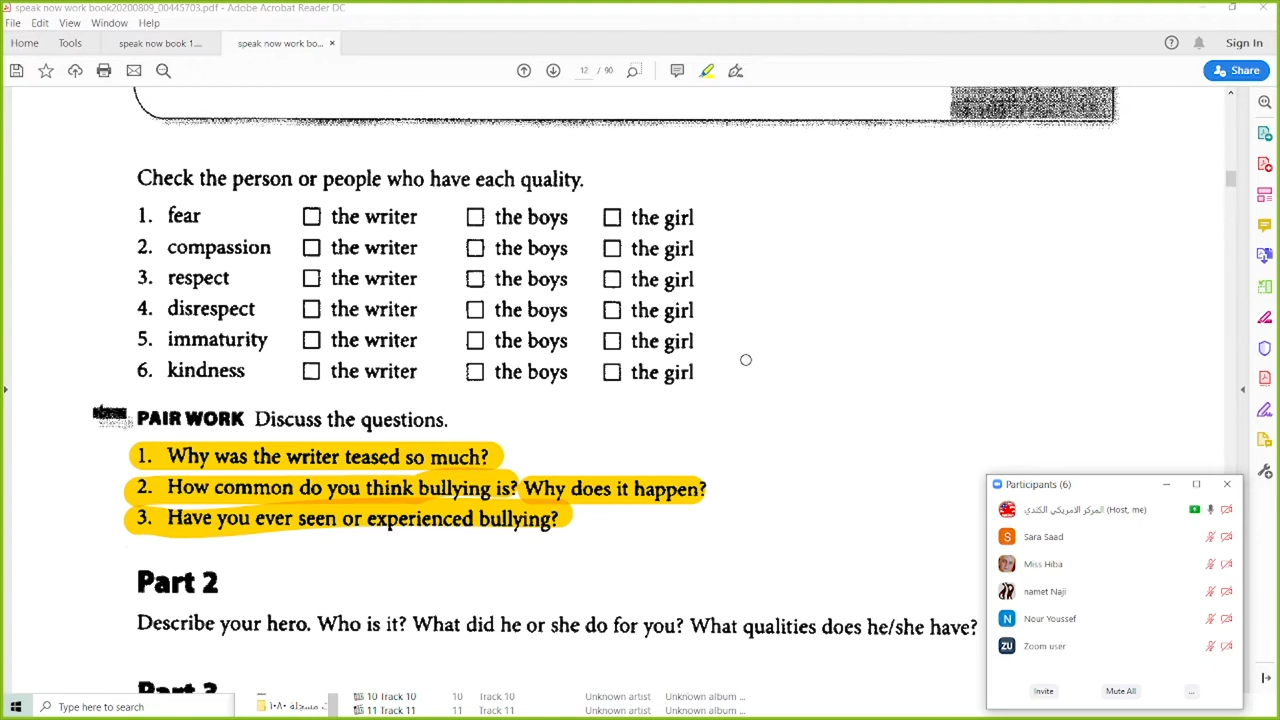 speak now work book20200809_00445703.pdf - Adobe Acrobat Reader DC
File Edit View Window Help
Home Tools speak now book 1.... speak now work bo... × Sign In
12 / 90 Share
Check the person or people who have each quality.
1. fear the writer the boys the girl
2. compassion the writer the boys the girl
3. respect the writer the boys the girl
4. disrespect the writer the boys the girl
5. immaturity the writer the boys the girl
6. kindness the writer the boys the girl
PAIR WORK Discuss the questions.
1. Why was the writer teased so much?
2. How common do you think bullying is? Why does it happen?
3. Have you ever seen or experienced bullying?
Part 2
Describe your hero. Who is it? What did he or she do for you? What qualities does he/she have?
Part 3
Participants (6)
المركز الامريكي الكندي (Host, me)
S Sara Saad
Miss Hiba
namet Naji
N Nour Youssef
ZU Zoom user
Invite Mute All ...
10 Track 10 10 Track 10 Unknown artist Unknown album ...
11 Track 11 11 Track 11 Unknown artist Unknown album ...
Type here to search